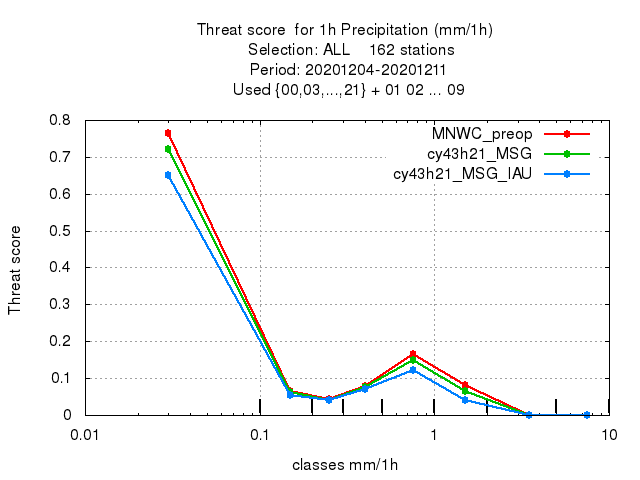 Threat score  for 1h Precipitation (mm/1h)
Selection: ALL    162 stations
Period: 20201204-20201211
Used {00,03,...,21} + 01 02 ... 09
MNWC_preop
cy43h21_MSG
cy43h21_MSG_IAU
Threat score
0.8
0.7
0.6
0.5
0.4
0.3
0.2
0.1
0
0.01 0.1 1 10
classes mm/1h